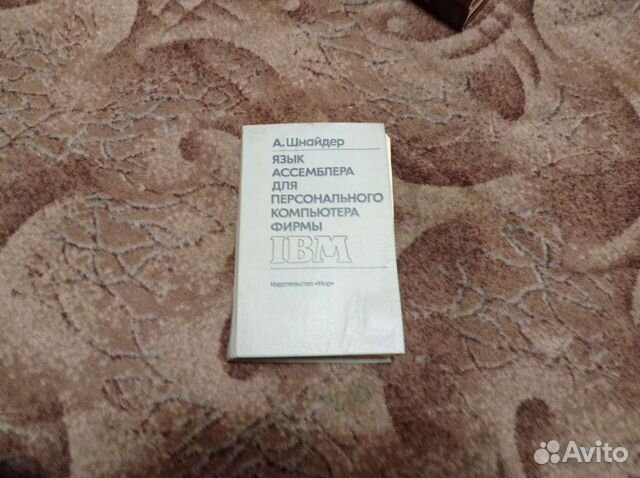 А. Шнайдер
ЯЗЫК
АССЕМБЛЕРА
ДЛЯ
ПЕРСОНАЛЬНОГО
КОМПЬЮТЕРА
ФИРМЫ
IBM
Издательство «Мир»
Avito